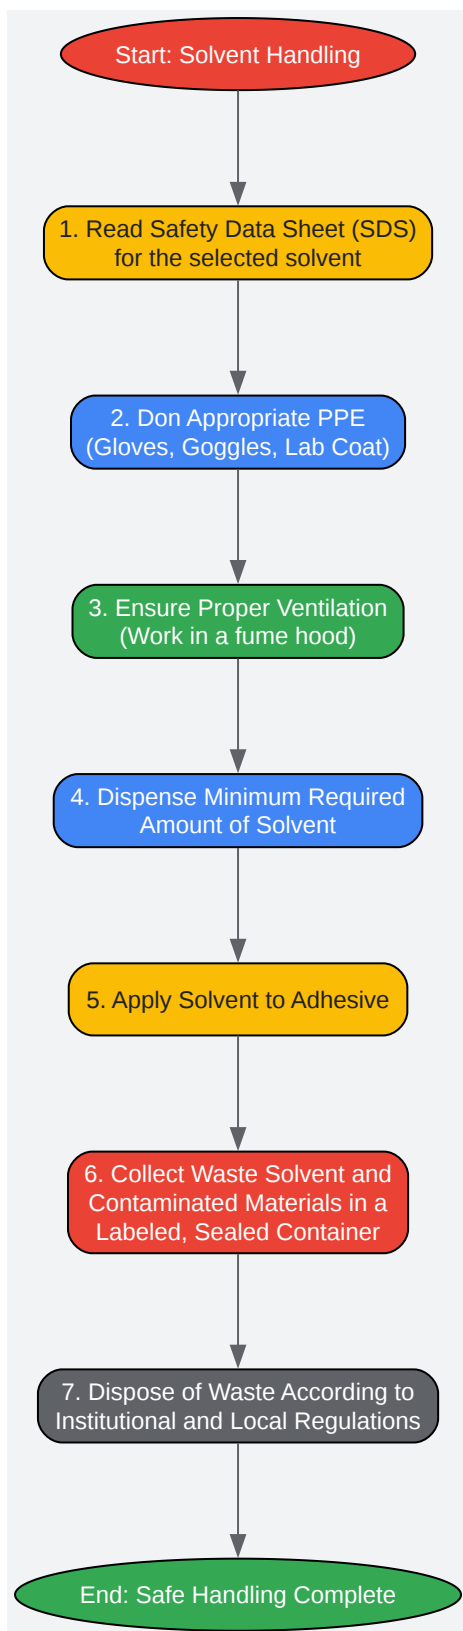 Start: Solvent Handling
1. Read Safety Data Sheet (SDS)
for the selected solvent
2. Don Appropriate PPE
(Gloves, Goggles, Lab Coat)
3. Ensure Proper Ventilation
(Work in a fume hood)
4. Dispense Minimum Required
Amount of Solvent
5. Apply Solvent to Adhesive
6. Collect Waste Solvent and
Contaminated Materials in a
Labeled, Sealed Container
7. Dispose of Waste According to
Institutional and Local Regulations
End: Safe Handling Complete